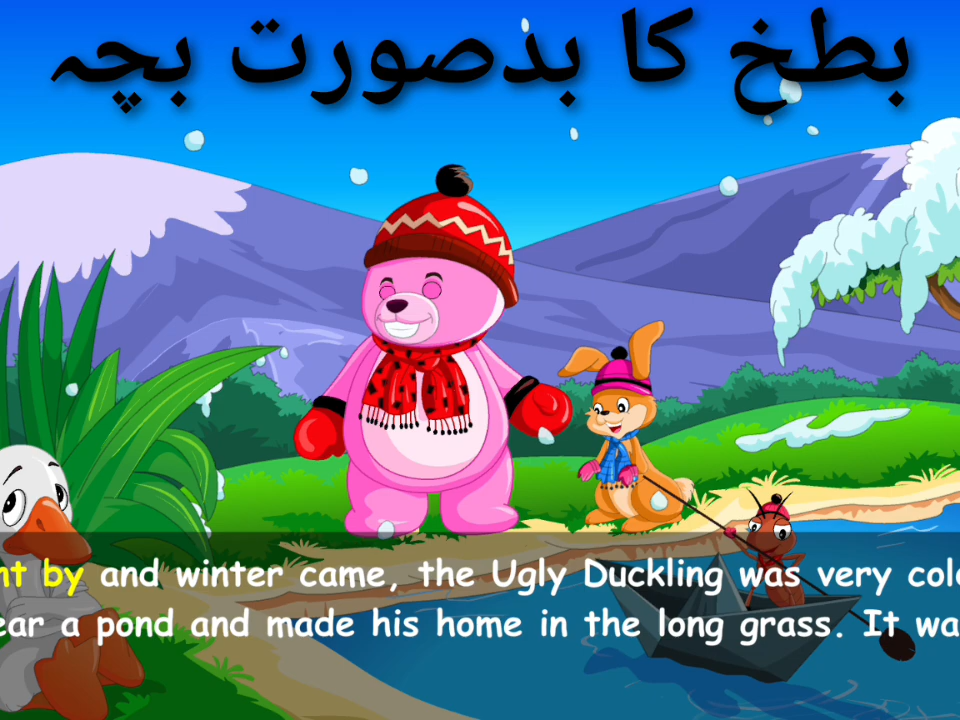 بطخ کا بدصورت بچہ
by and winter came, the Ugly Duckling was very
a pond and made his home in the long grass. It